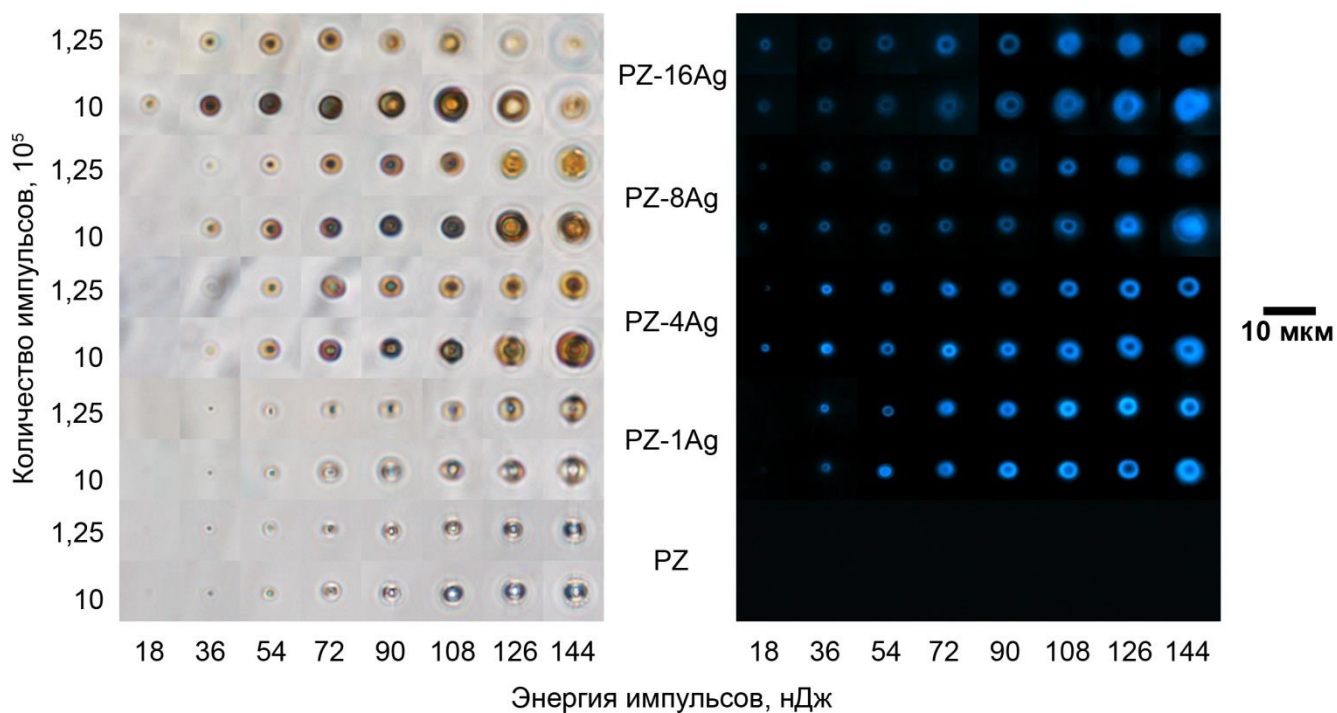 Количество импульсов, 10⁵
1,25
10
1,25
10
1,25
10
1,25
10
1,25
10
PZ-16Ag
PZ-8Ag
PZ-4Ag
PZ-1Ag
PZ
10 мкм
18 36 54 72 90 108 126 144
18 36 54 72 90 108 126 144
Энергия импульсов, нДж